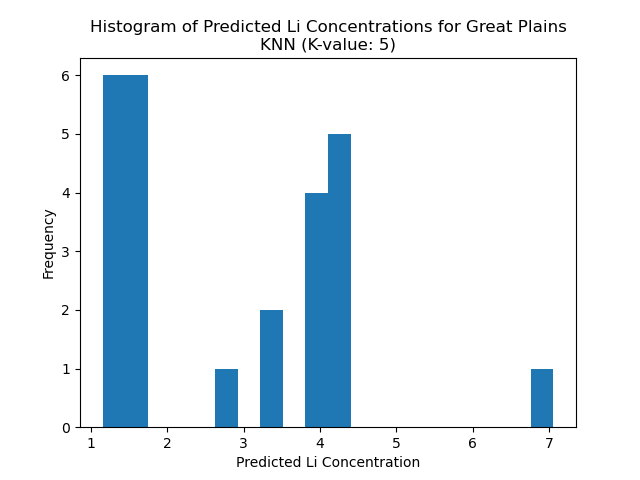 Histogram of Predicted Li Concentrations for Great Plains
KNN (K-value: 5)
6
5
4
3
2
1
0
Frequency
1 2 3 4 5 6 7
Predicted Li Concentration